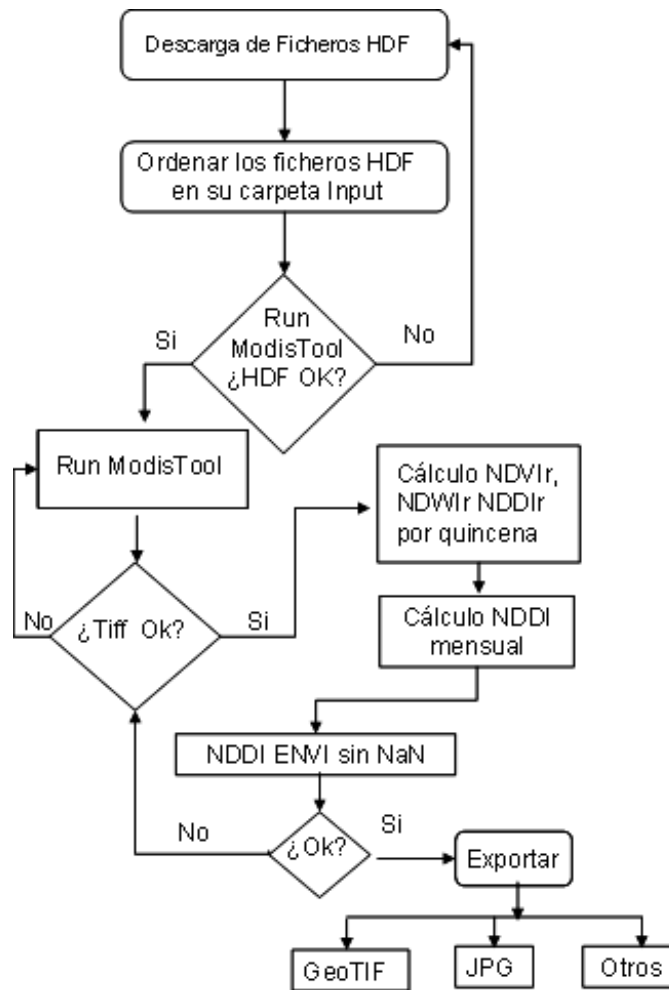 Descarga de Ficheros HDF
Ordenar los ficheros HDF
en su carpeta Input
Run
ModisTool
¿HDF OK?
Si
No
Run ModisTool
Cálculo NDVIr,
NDWIr NDDIr
por quincena
¿Tiff Ok?
No
Si
Cálculo NDDI
mensual
NDDI ENVI sin NaN
¿Ok?
No
Si
Exportar
GeoTIF
JPG
Otros